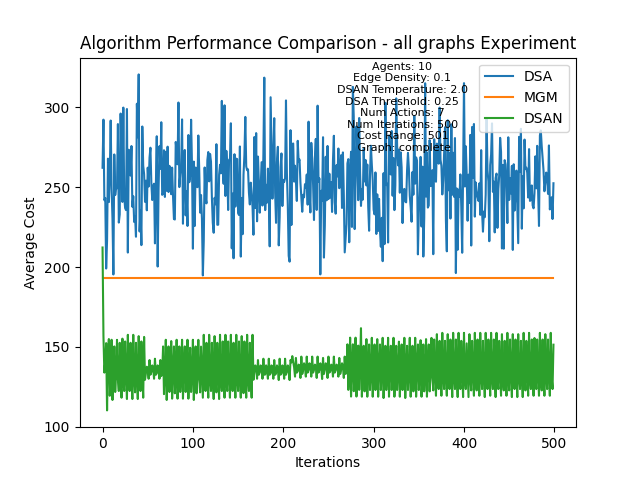 Algorithm Performance Comparison - all graphs Experiment
Agents: 10
Edge Density: 0.1
DSAN Temperature: 2.0
DSA Threshold: 0.25
Num Actions: 7
Num Iterations: 500
Cost Range: 501
Graph: complete
DSA
MGM
DSAN
Average Cost
300
250
200
150
100
0
100
200
300
400
500
Iterations